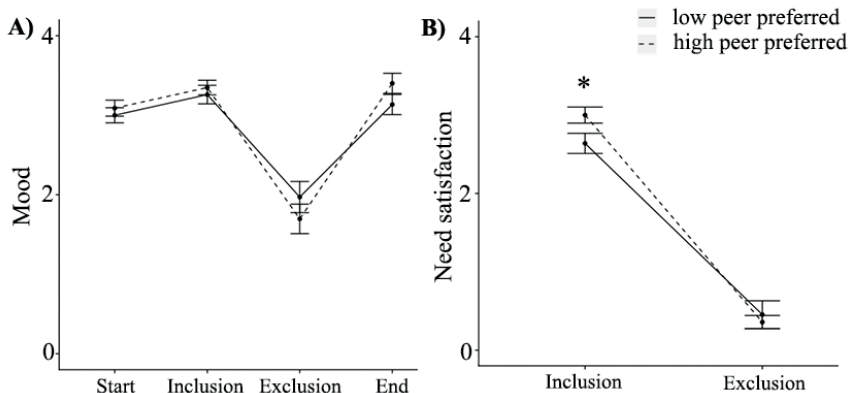 A)
B)
low peer preferred
high peer preferred
4
2
0
Mood
Start Inclusion Exclusion End
4
*
2
0
Need satisfaction
Inclusion Exclusion